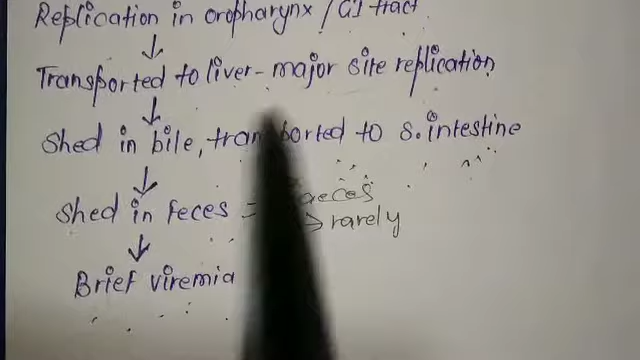 Replication in oropharynx / GI tract
↓
Transported to liver - major site replication
↓
Shed in bile, transported to S. intestine
↓
Shed in feces =
→ rarely
↓
Brief viremia